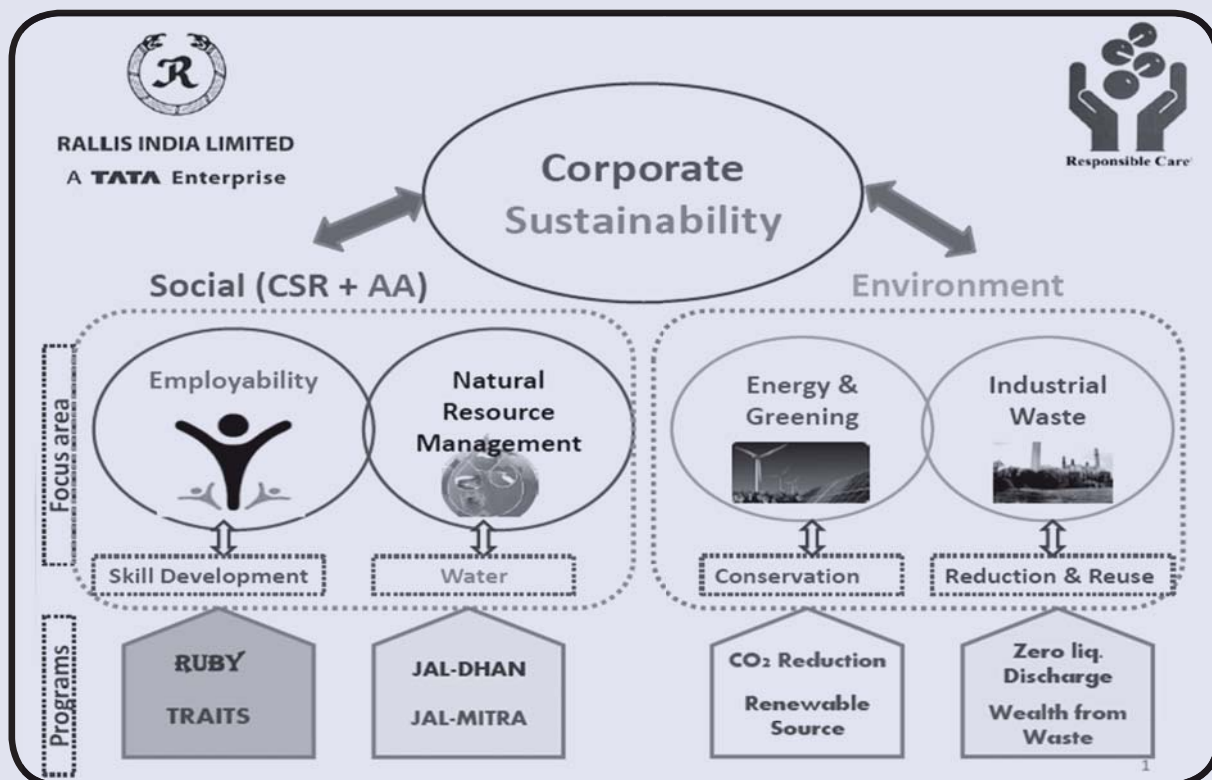 R
RALLIS INDIA LIMITED
A TATA Enterprise
Responsible Care
Corporate
Sustainability
Social (CSR + AA)
Environment
Focus area
Employability
Natural
Resource
Management
Energy &
Greening
Industrial
Waste
Skill Development
Water
Conservation
Reduction & Reuse
Programs
RUBY
TRAITS
JAL-DHAN
JAL-MITRA
CO₂ Reduction
Renewable
Source
Zero liq.
Discharge
Wealth from
Waste
1